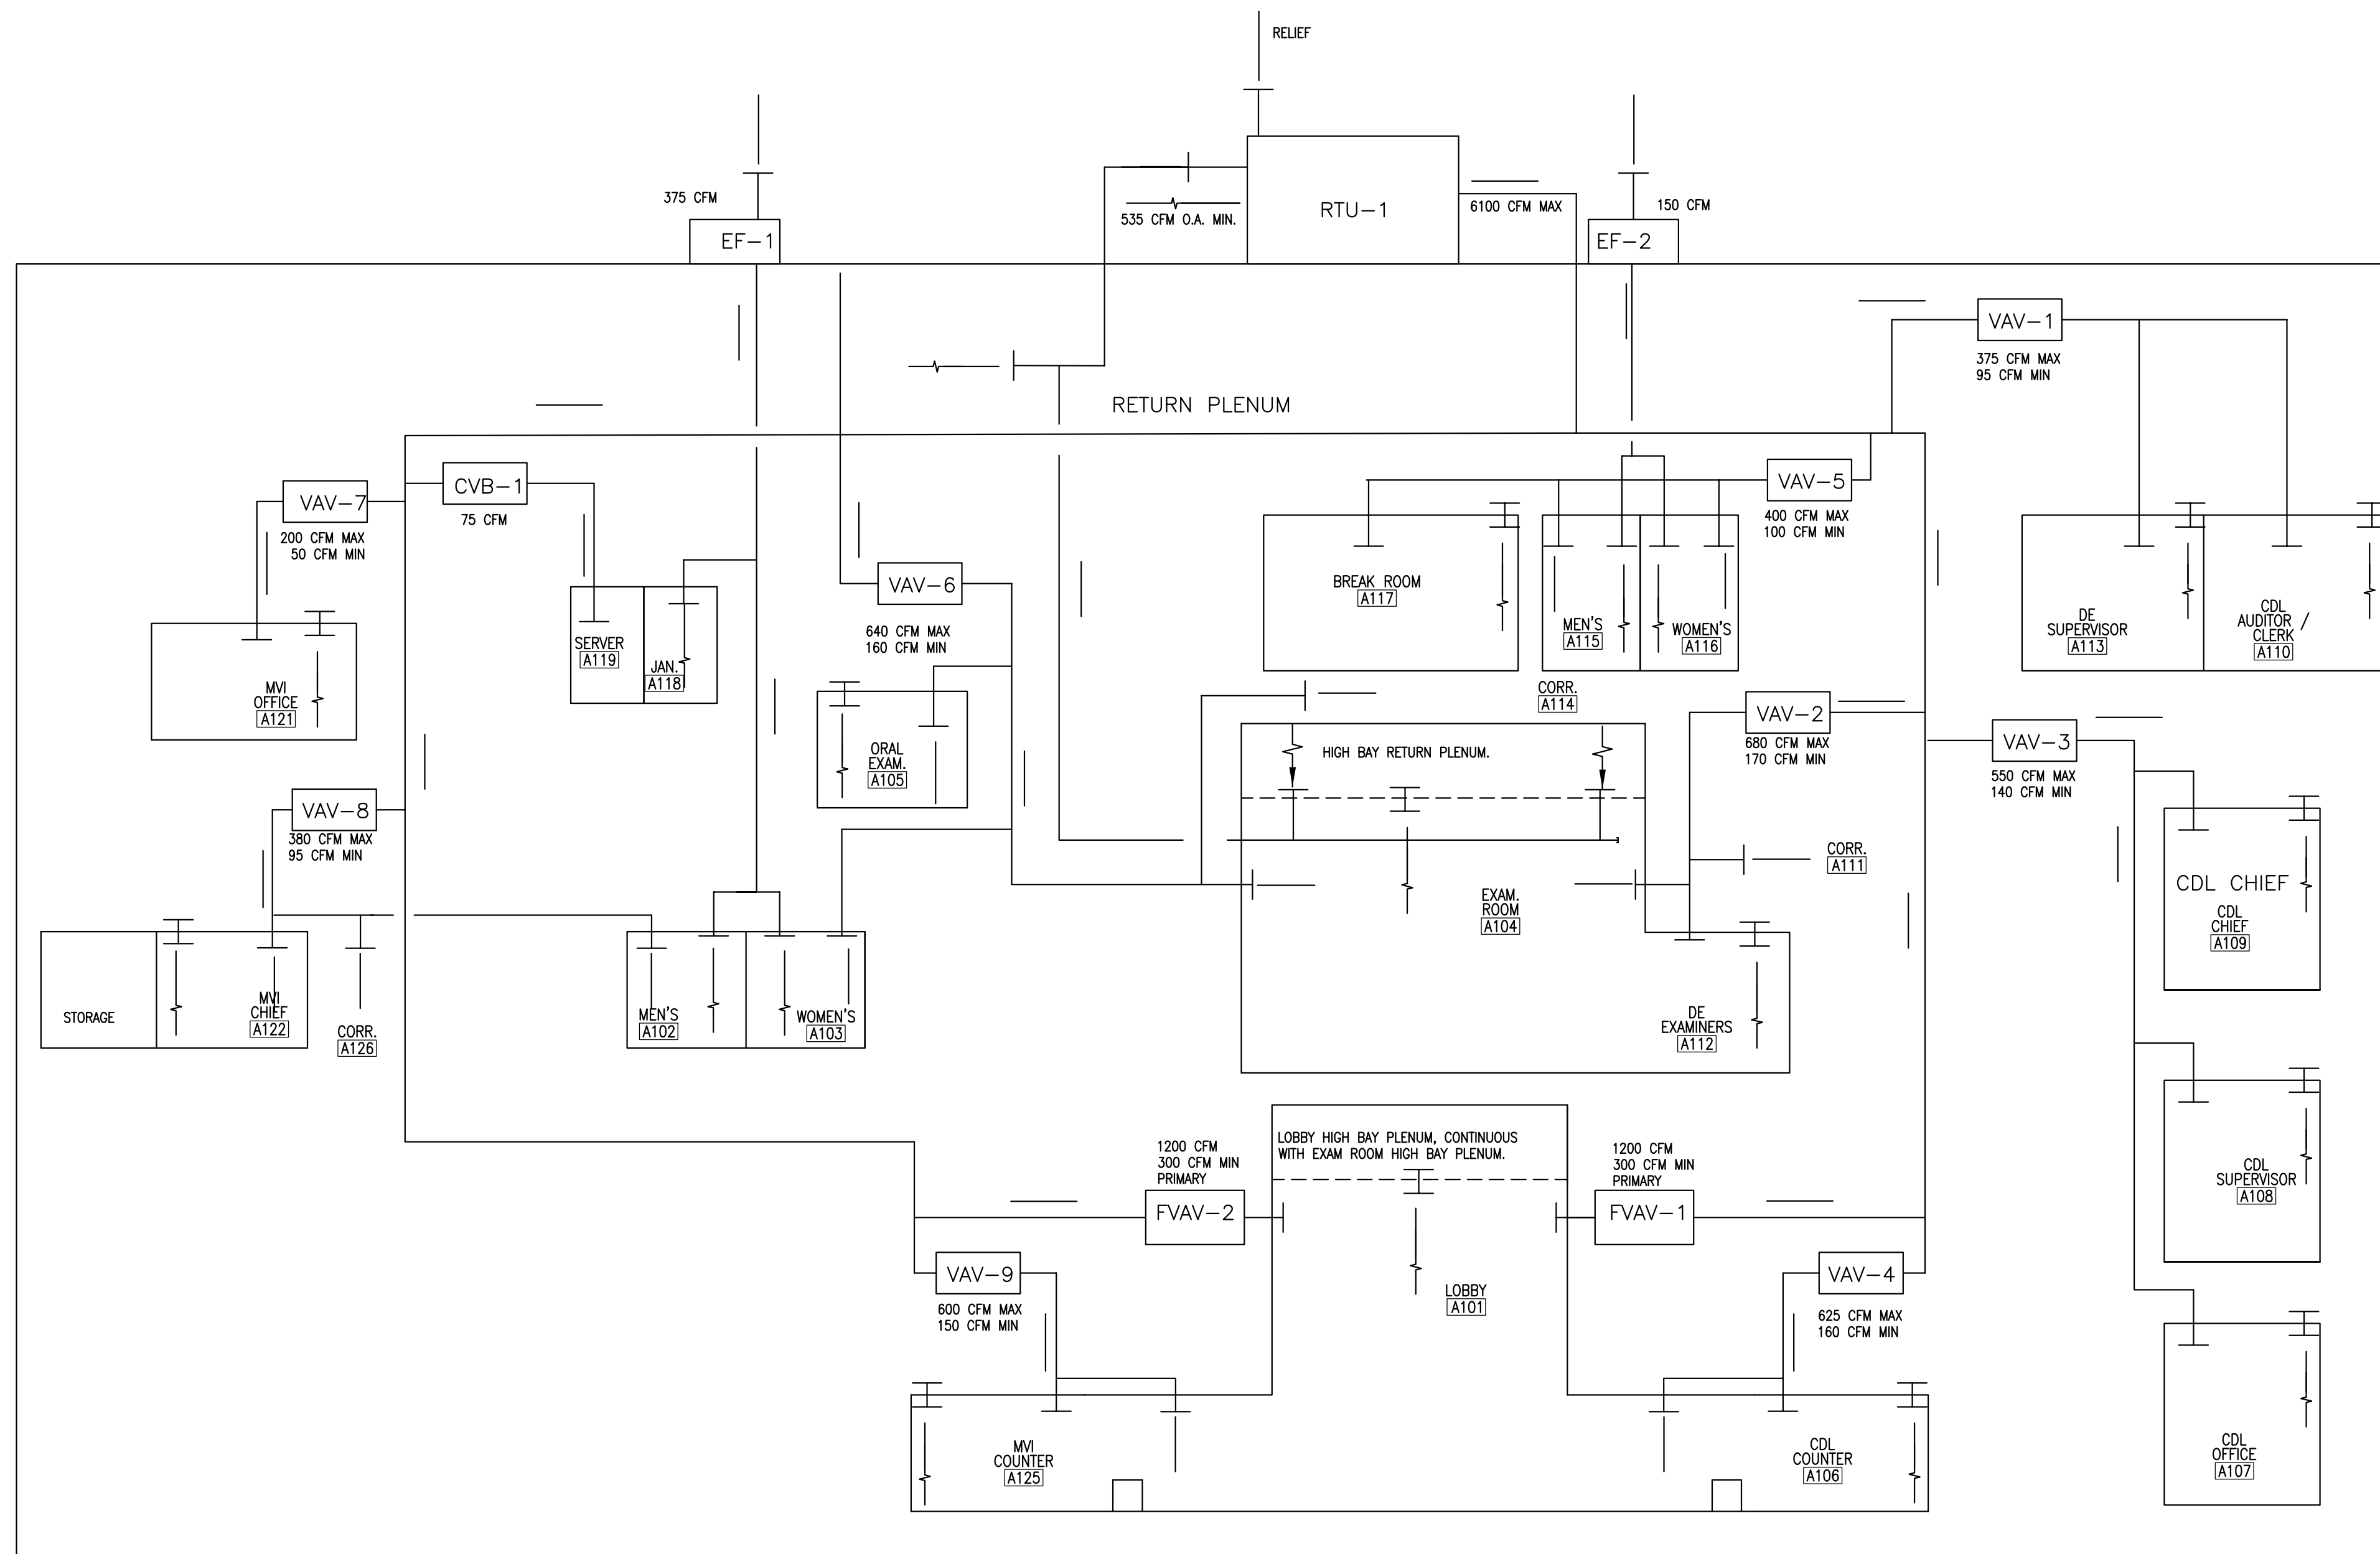 RELIEF
375 CFM
EF-1
535 CFM O.A. MIN.
RTU-1
6100 CFM MAX
150 CFM
EF-2
VAV-1
375 CFM MAX
95 CFM MIN
RETURN PLENUM
VAV-7
200 CFM MAX
50 CFM MIN
CVB-1
75 CFM
VAV-5
400 CFM MAX
100 CFM MIN
VAV-6
640 CFM MAX
160 CFM MIN
BREAK ROOM
A117
MEN'S
A115
WOMEN'S
A116
DE
SUPERVISOR
A113
CDL
AUDITOR /
CLERK
A110
SERVER
A119
JAN.
A118
MVI
OFFICE
A121
CORR.
A114
VAV-2
680 CFM MAX
170 CFM MIN
VAV-3
550 CFM MAX
140 CFM MIN
ORAL
EXAM.
A105
HIGH BAY RETURN PLENUM.
VAV-8
380 CFM MAX
95 CFM MIN
CORR.
A111
EXAM.
ROOM
A104
CDL CHIEF
CDL
CHIEF
A109
STORAGE
MVI
CHIEF
A122
CORR.
A126
MEN'S
A102
WOMEN'S
A103
DE
EXAMINERS
A112
1200 CFM
300 CFM MIN
PRIMARY
FVAV-2
LOBBY HIGH BAY PLENUM, CONTINUOUS
WITH EXAM ROOM HIGH BAY PLENUM.
1200 CFM
300 CFM MIN
PRIMARY
FVAV-1
CDL
SUPERVISOR
A108
VAV-9
600 CFM MAX
150 CFM MIN
LOBBY
A101
VAV-4
625 CFM MAX
160 CFM MIN
MVI
COUNTER
A125
CDL
COUNTER
A106
CDL
OFFICE
A107